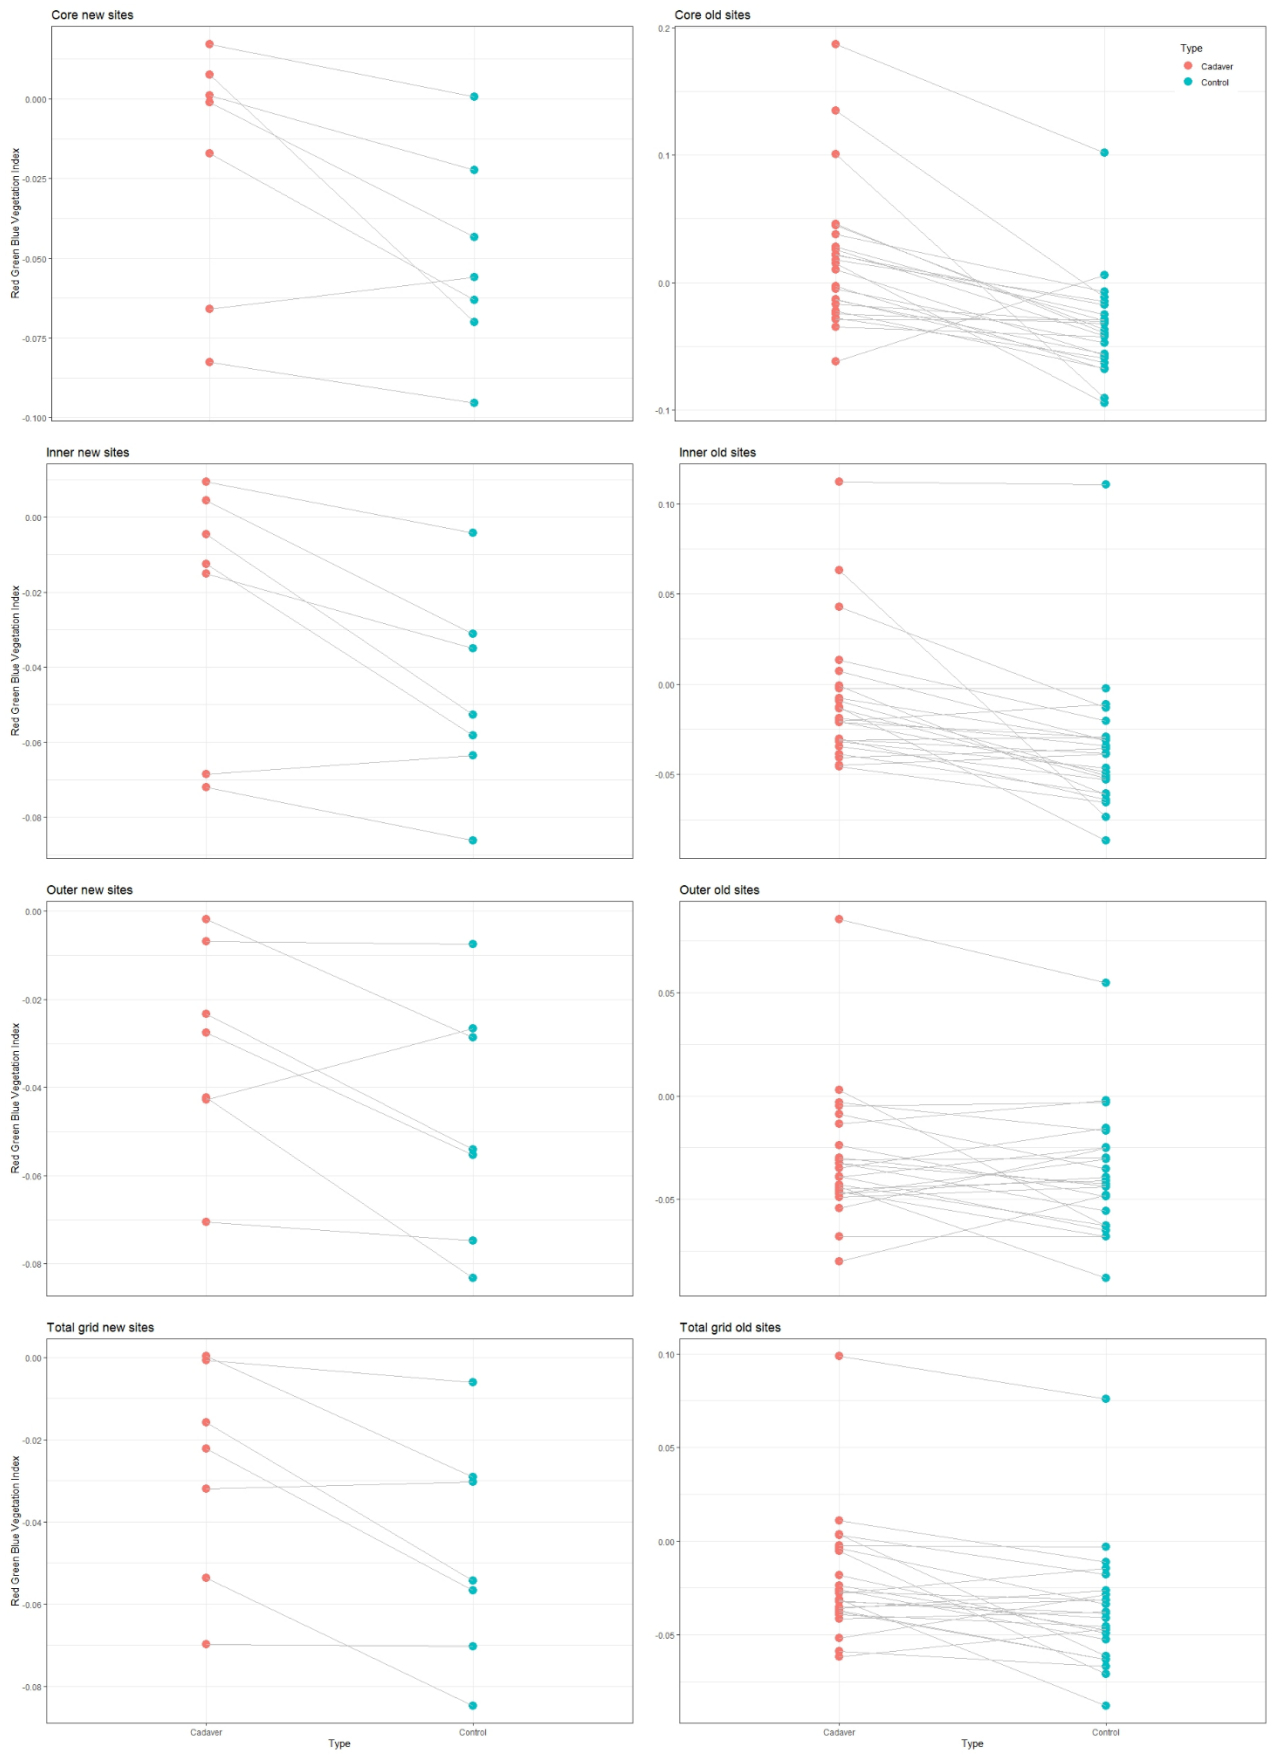 Core new sites
Red Green Blue Vegetation Index
0.000
-0.025
-0.050
-0.075
-0.100
Core old sites
0.2
0.1
0.0
-0.1
Type
Cadaver
Control
Inner new sites
Red Green Blue Vegetation Index
0.00
-0.02
-0.04
-0.06
-0.08
Inner old sites
0.10
0.05
0.00
-0.05
Outer new sites
Red Green Blue Vegetation Index
0.00
-0.02
-0.04
-0.06
-0.08
Outer old sites
0.05
0.00
-0.05
Total grid new sites
Red Green Blue Vegetation Index
0.00
-0.02
-0.04
-0.06
-0.08
Cadaver
Control
Type
Total grid old sites
0.10
0.05
0.00
-0.05
Cadaver
Control
Type